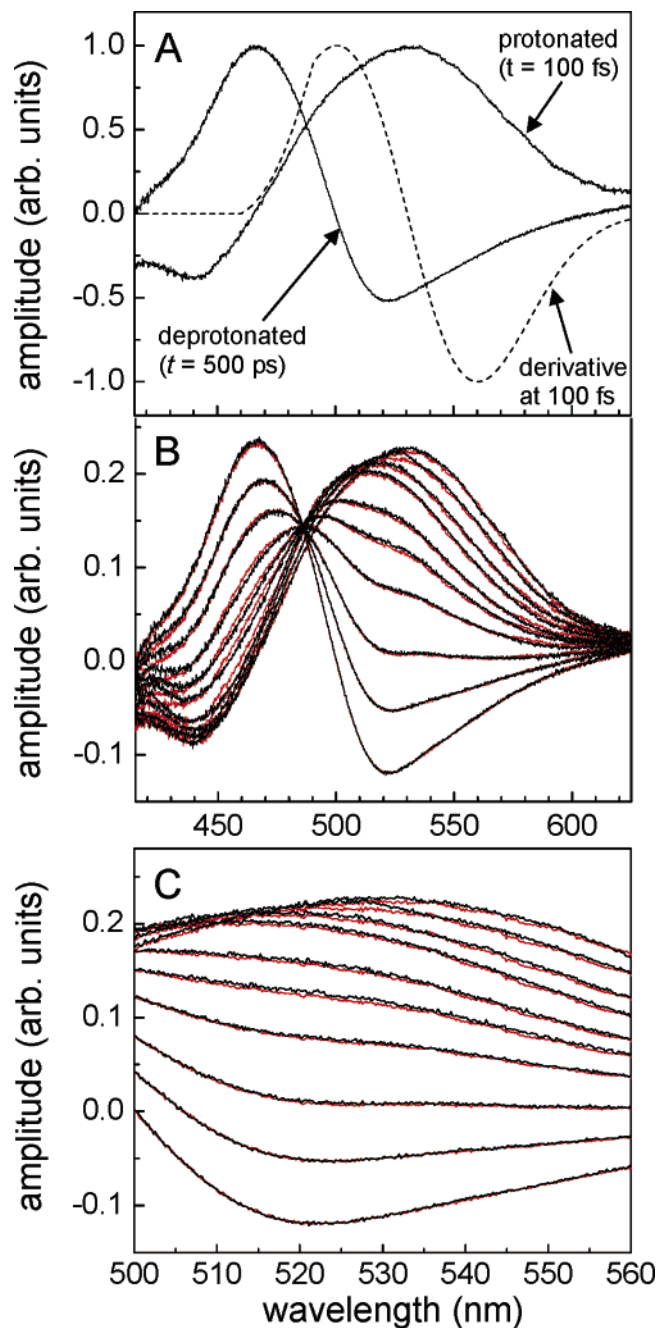 A
amplitude (arb. units)
1.0
0.5
0.0
-0.5
-1.0
protonated
(t = 100 fs)
deprotonated
(t = 500 ps)
derivative
at 100 fs
B
amplitude (arb. units)
0.2
0.1
0.0
-0.1
450 500 550 600
C
amplitude (arb. units)
0.2
0.1
0.0
-0.1
500 510 520 530 540 550 560
wavelength (nm)